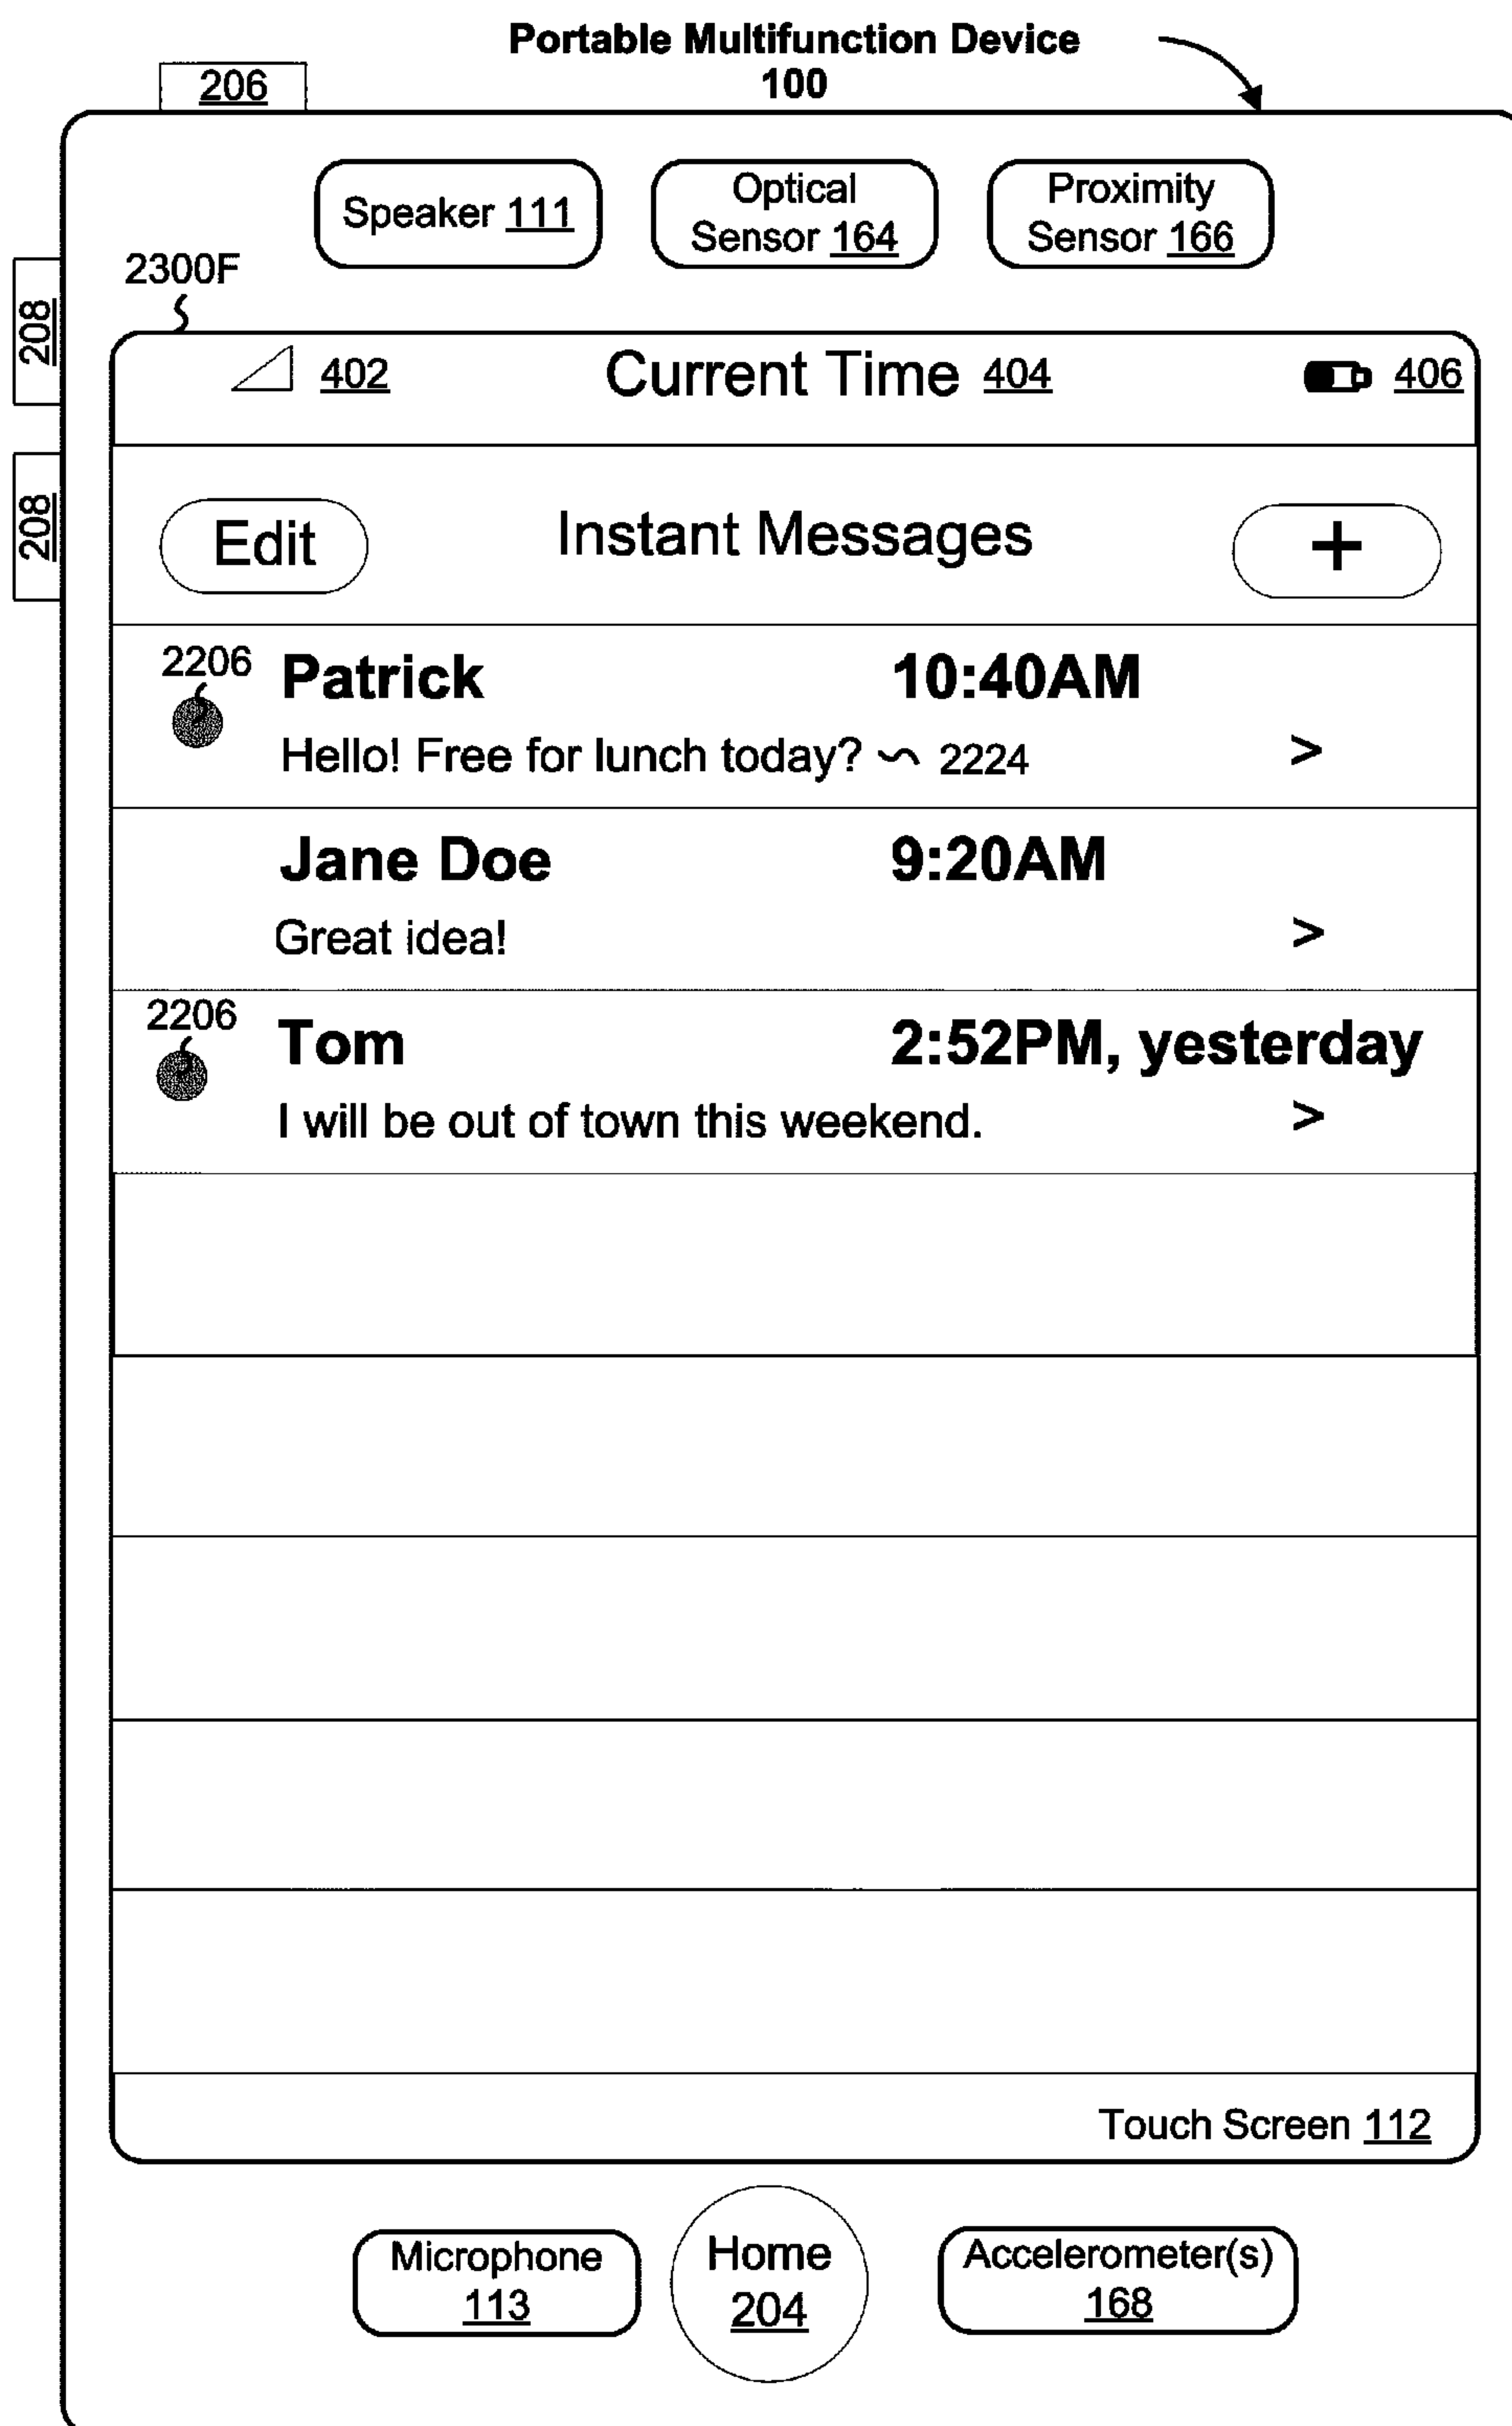 Portable Multifunction Device
100
206
Speaker 111
Optical
Sensor 164
Proximity
Sensor 166
2300F
208
208
402
Current Time 404
406
Edit
Instant Messages
+
2206
Patrick
10:40AM
Hello! Free for lunch today?
2224
>
Jane Doe
9:20AM
Great idea!
>
2206
Tom
2:52PM, yesterday
I will be out of town this weekend.
>
Touch Screen 112
Microphone
113
Home
204
Accelerometer(s)
168